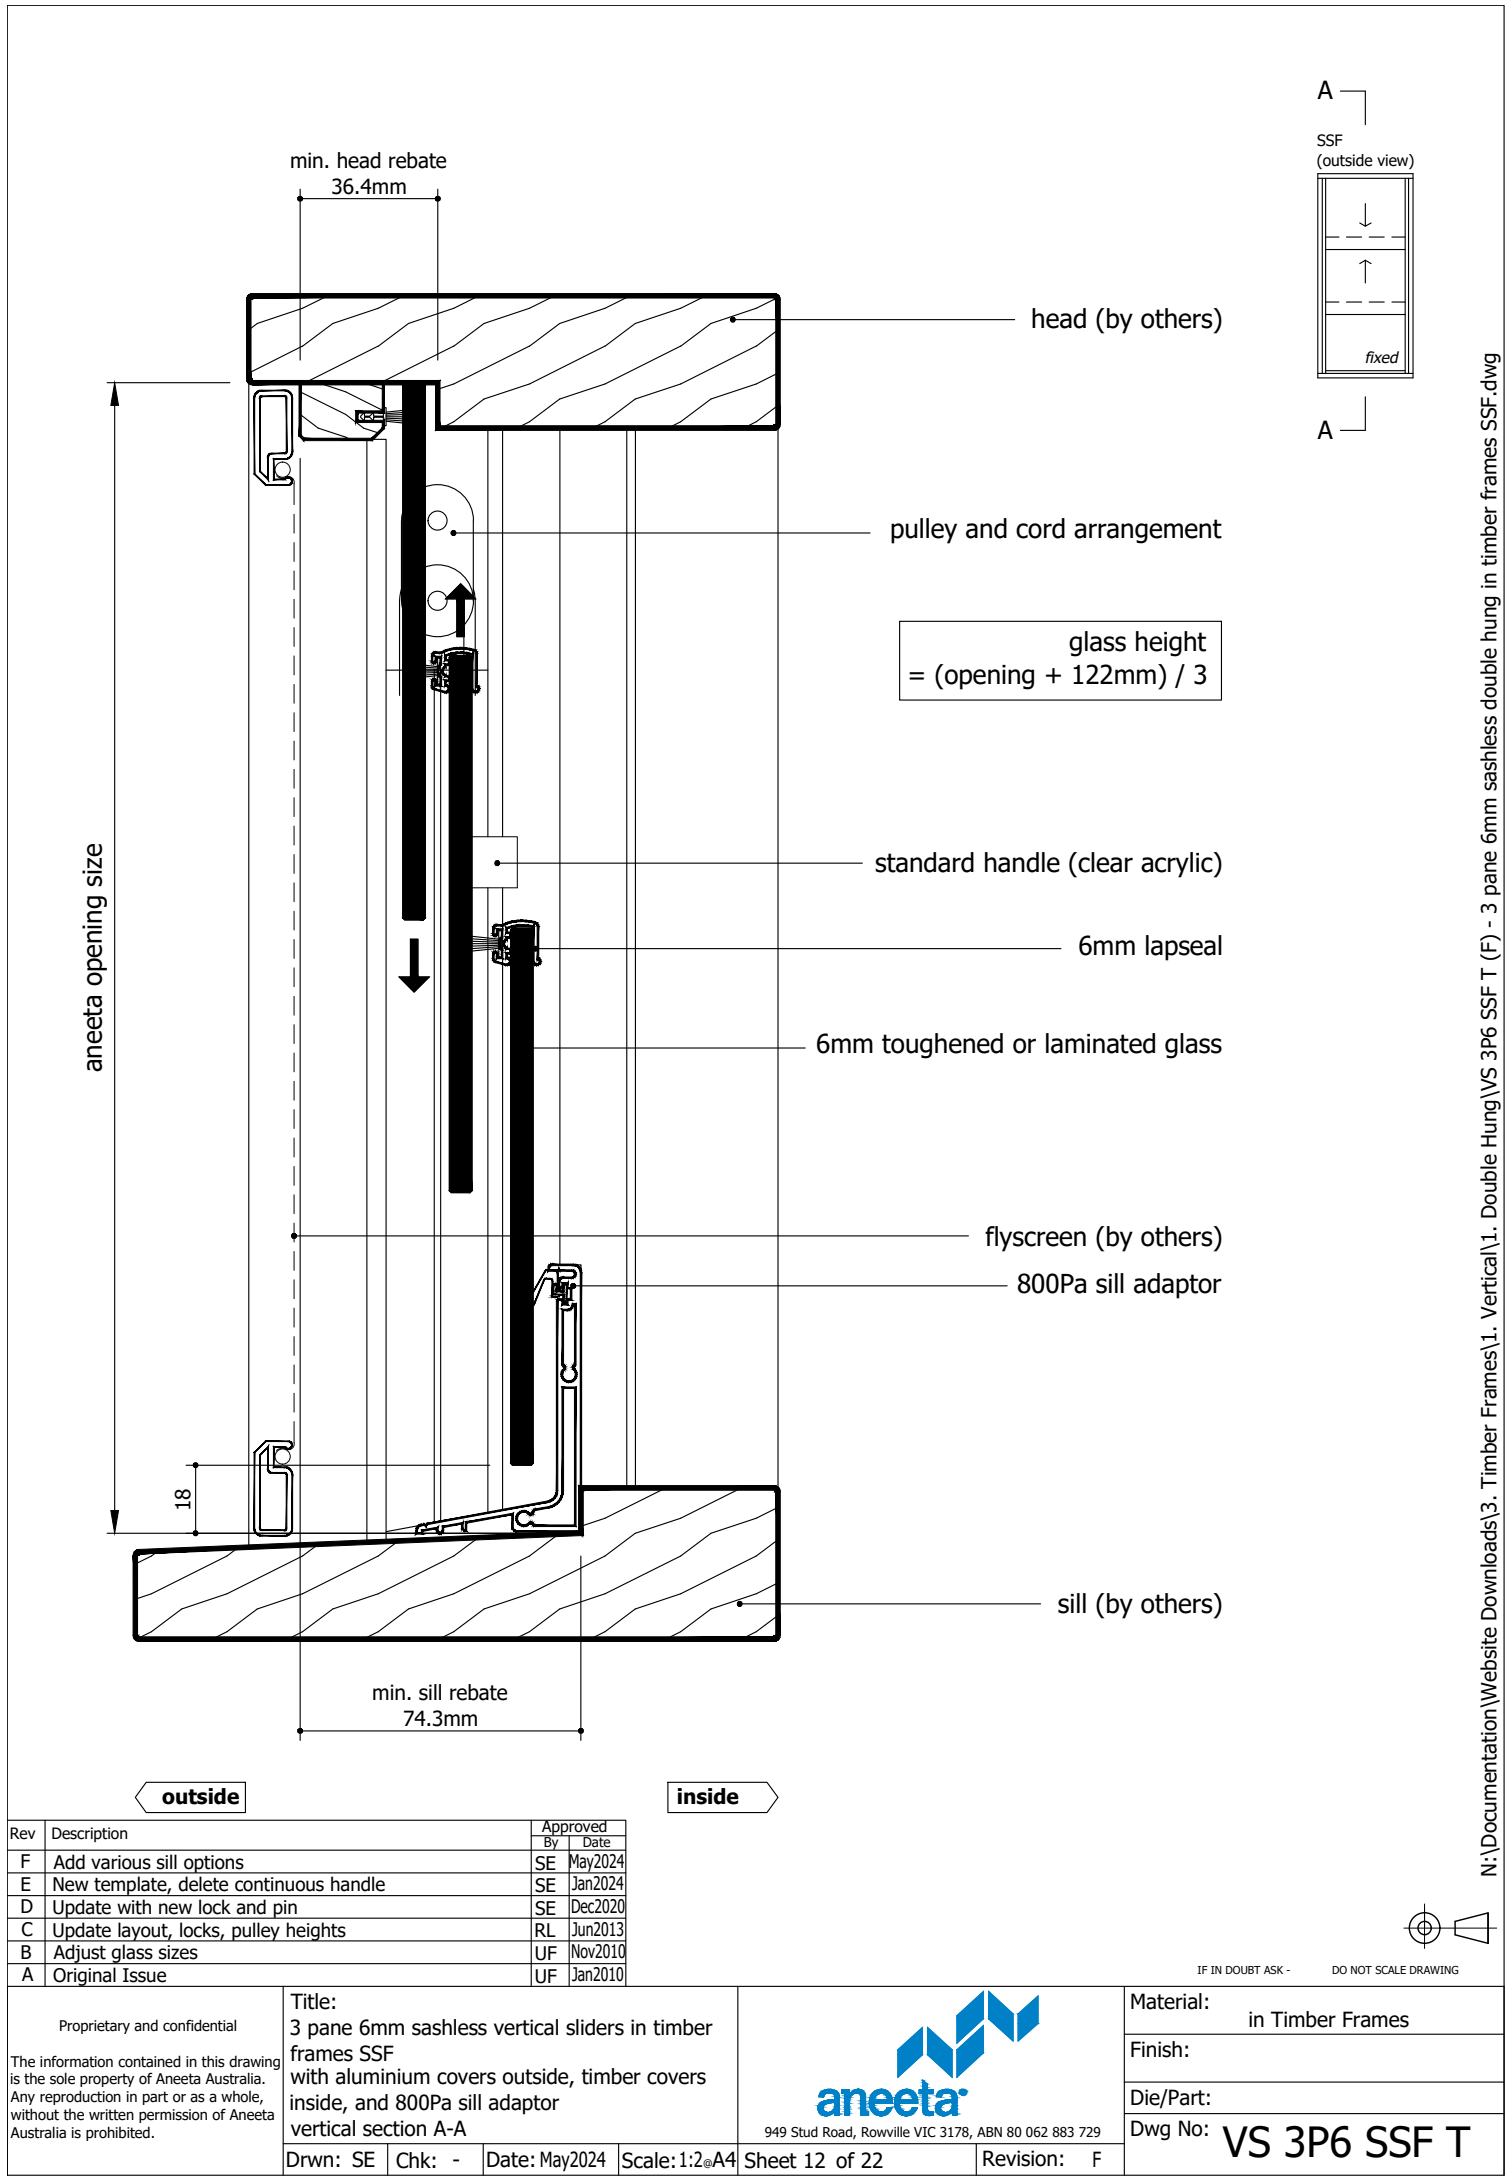 A
SSF
(outside view)
fixed
A
min. head rebate
36.4mm
head (by others)
pulley and cord arrangement
glass height
= (opening + 122mm) / 3
standard handle (clear acrylic)
6mm lapseal
6mm toughened or laminated glass
aneeta opening size
flyscreen (by others)
800Pa sill adaptor
18
sill (by others)
min. sill rebate
74.3mm
outside
inside
N:\Documentation\Website Downloads\3. Timber Frames\1. Vertical\1. Double Hung\VS 3P6 SSF T (F) - 3 pane 6mm sashless double hung in timber frames SSF.dwg
Rev Description Approved
By Date
F Add various sill options SE May2024
E New template, delete continuous handle SE Jan2024
D Update with new lock and pin SE Dec2020
C Update layout, locks, pulley heights RL Jun2013
B Adjust glass sizes UF Nov2010
A Original Issue UF Jan2010
IF IN DOUBT ASK - DO NOT SCALE DRAWING
Proprietary and confidential
The information contained in this drawing
is the sole property of Aneeta Australia.
Any reproduction in part or as a whole,
without the written permission of Aneeta
Australia is prohibited.
Title:
3 pane 6mm sashless vertical sliders in timber
frames SSF
with aluminium covers outside, timber covers
inside, and 800Pa sill adaptor
vertical section A-A
Drwn: SE Chk: - Date: May2024 Scale: 1:2@A4 Sheet 12 of 22 Revision: F
aneeta
949 Stud Road, Rowville VIC 3178, ABN 80 062 883 729
Material:
in Timber Frames
Finish:
Die/Part:
Dwg No: VS 3P6 SSF T